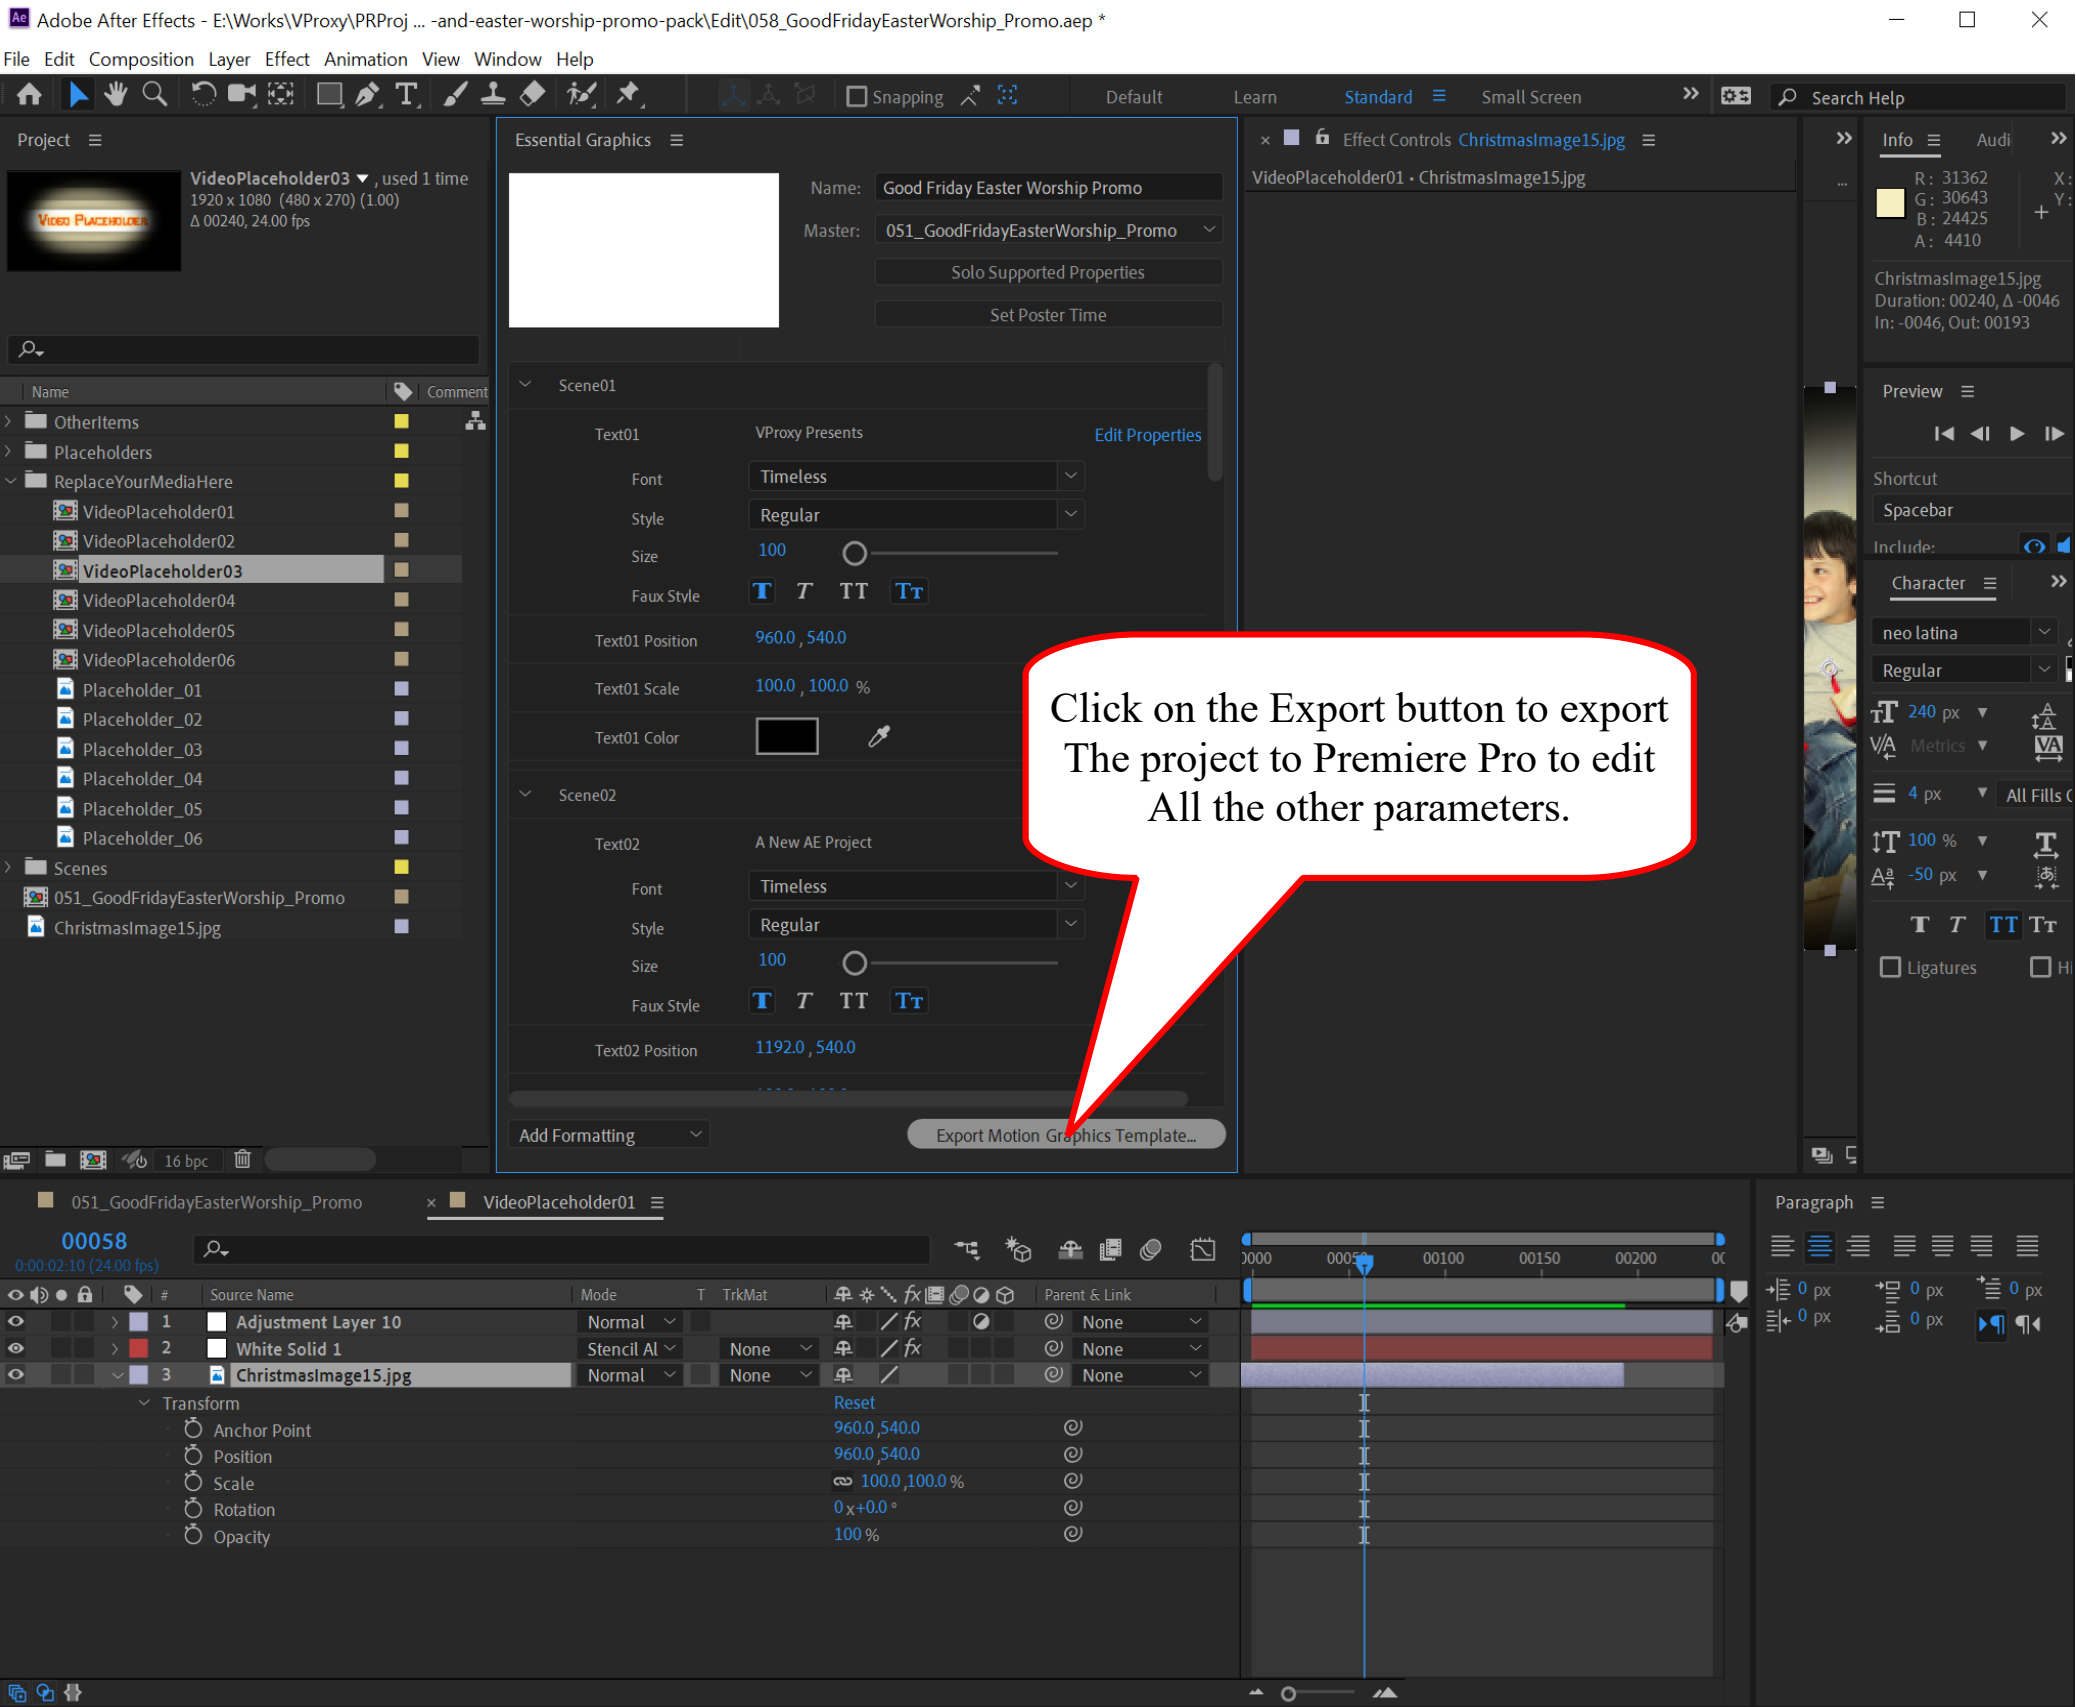 Ae Adobe After Effects - E:\Works\VProxy\PRProj ... -and-easter-worship-promo-pack\Edit\058_GoodFridayEasterWorship_Promo.aep *
File Edit Composition Layer Effect Animation View Window Help
Snapping Default Learn Standard Small Screen Search Help
Project
VideoPlaceholder03 , used 1 time
1920 x 1080 (480 x 270) (1.00)
Δ 00240, 24.00 fps
VIDEO PLACEHOLDER
Name Comment
OtherItems
Placeholders
ReplaceYourMediaHere
VideoPlaceholder01
VideoPlaceholder02
VideoPlaceholder03
VideoPlaceholder04
VideoPlaceholder05
VideoPlaceholder06
Placeholder_01
Placeholder_02
Placeholder_03
Placeholder_04
Placeholder_05
Placeholder_06
Scenes
051_GoodFridayEasterWorship_Promo
ChristmasImage15.jpg
16 bpc
Essential Graphics
Name: Good Friday Easter Worship Promo
Master: 051_GoodFridayEasterWorship_Promo
Solo Supported Properties
Set Poster Time
Scene01
Text01 VProxy Presents Edit Properties
Font Timeless
Style Regular
Size 100
Faux Style T T TT Tt
Text01 Position 960.0 , 540.0
Text01 Scale 100.0 , 100.0 %
Text01 Color
Scene02
Text02 A New AE Project
Font Timeless
Style Regular
Size 100
Faux Style T T TT Tt
Text02 Position 1192.0 , 540.0
Add Formatting Export Motion Graphics Template...
Click on the Export button to export
The project to Premiere Pro to edit
All the other parameters.
Effect Controls ChristmasImage15.jpg
VideoPlaceholder01 • ChristmasImage15.jpg
Info Audi
R: 31362 X:
G: 30643 Y:
B: 24425
A: 4410
ChristmasImage15.jpg
Duration: 00240, Δ -0046
In: -0046, Out: 00193
Preview
Shortcut
Spacebar
Include:
Character
neo latina
Regular
240 px
Metrics
4 px All Fills
100 %
-50 px
T T TT Tt
Ligatures Hi
051_GoodFridayEasterWorship_Promo VideoPlaceholder01
00058
0:00:02:10 (24.00 fps)
# Source Name Mode T TrkMat Parent & Link
0000 0005 00100 00150 00200 00
1 Adjustment Layer 10 Normal None
2 White Solid 1 Stencil Al None None
3 ChristmasImage15.jpg Normal None None
Transform Reset
Anchor Point 960.0 ,540.0
Position 960.0 ,540.0
Scale 100.0 ,100.0 %
Rotation 0 x +0.0 °
Opacity 100 %
Paragraph
0 px 0 px 0 px
0 px 0 px